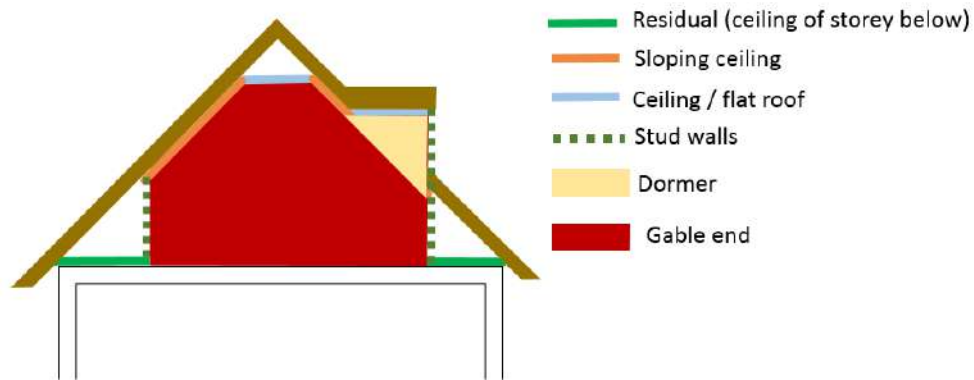 Residual (ceiling of storey below)
Sloping ceiling
Ceiling / flat roof
Stud walls
Dormer
Gable end